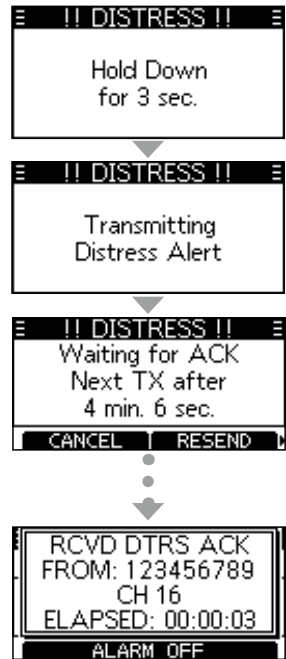 !! DISTRESS !!
Hold Down
for 3 sec.
!! DISTRESS !!
Transmitting
Distress Alert
!! DISTRESS !!
Waiting for ACK
Next TX after
4 min. 6 sec.
CANCEL RESEND
RCVD DTRS ACK
FROM: 123456789
CH 16
ELAPSED: 00:00:03
ALARM OFF